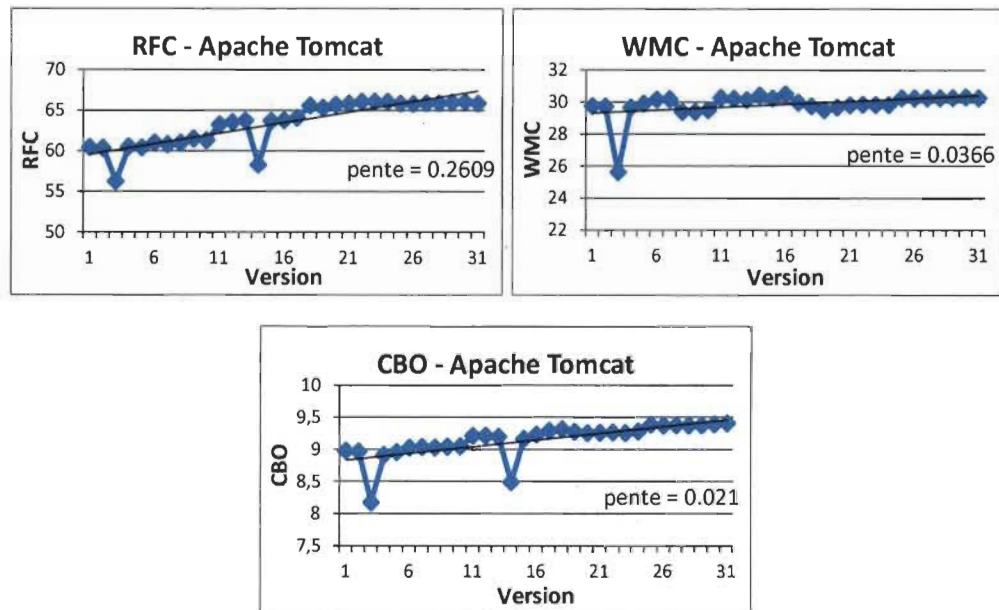 RFC - Apache Tomcat
70
65
60
55
50
RFC
pente = 0.2609
1 6 11 16 21 26 31
Version
WMC - Apache Tomcat
32
30
28
26
24
22
WMC
pente = 0.0366
1 6 11 16 21 26 31
Version
CBO - Apache Tomcat
10
9,5
9
8,5
8
7,5
CBO
pente = 0.021
1 6 11 16 21 26 31
Version